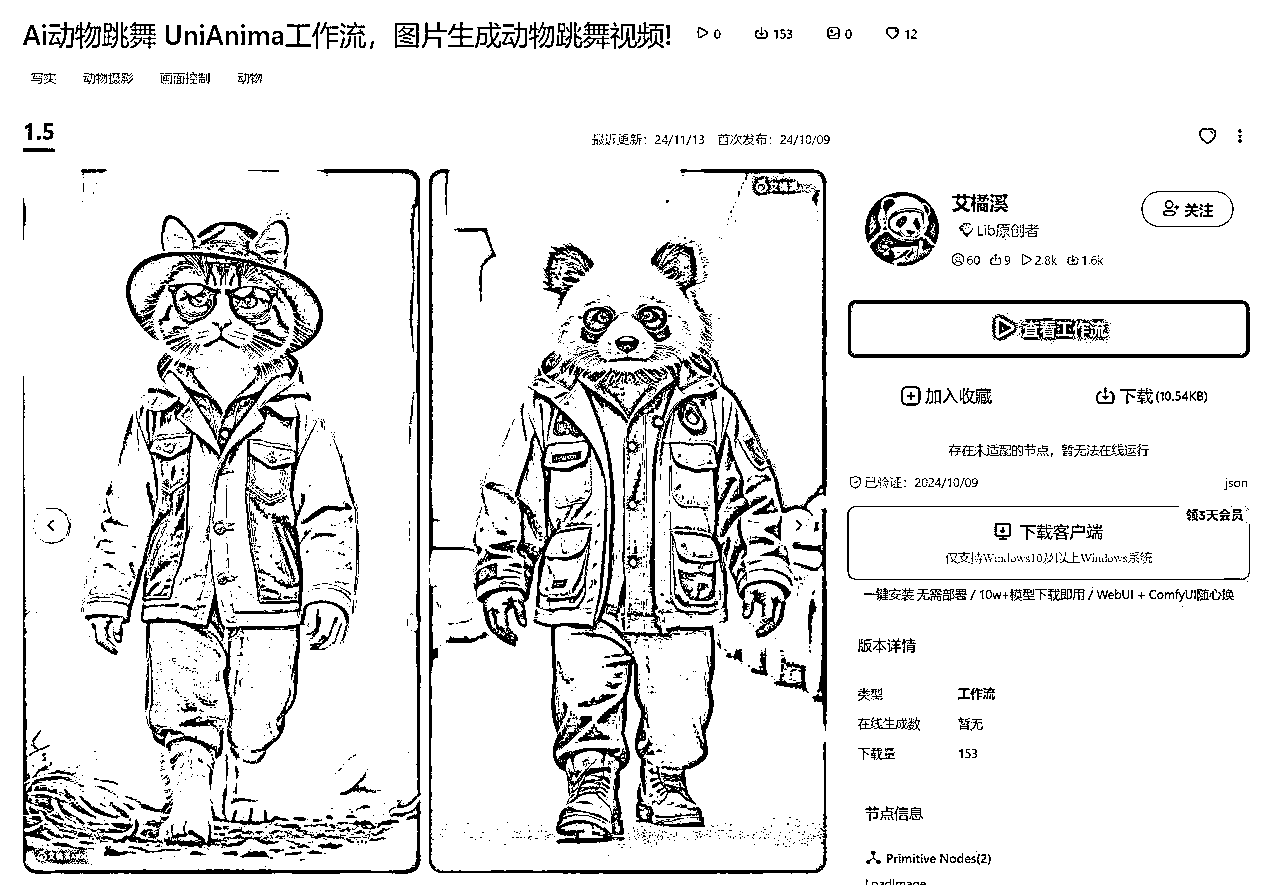 Ai动物跳舞 UniAnima工作流，图片生成动物跳舞视频! 0 153 0 12
写实 动物摄影 画面控制 动物
1.5
最近更新：24/11/13 首次发布：24/10/09
艾橘溪
Lib原创者
关注
60 9 2.8k 1.6k
查看工作流
加入收藏 下载(10.54KB)
存在未适配的节点，暂无法在线运行
已验证：2024/10/09 json
领3天会员
下载客户端
仅支持Windows10及以上Windows系统
一键安装 无需部署 / 10w+模型下载即用 / WebUI + ComfyUI随心换
版本详情
类型 工作流
在线生成数 暂无
下载量 153
节点信息
Primitive Nodes(2)
LoadImage